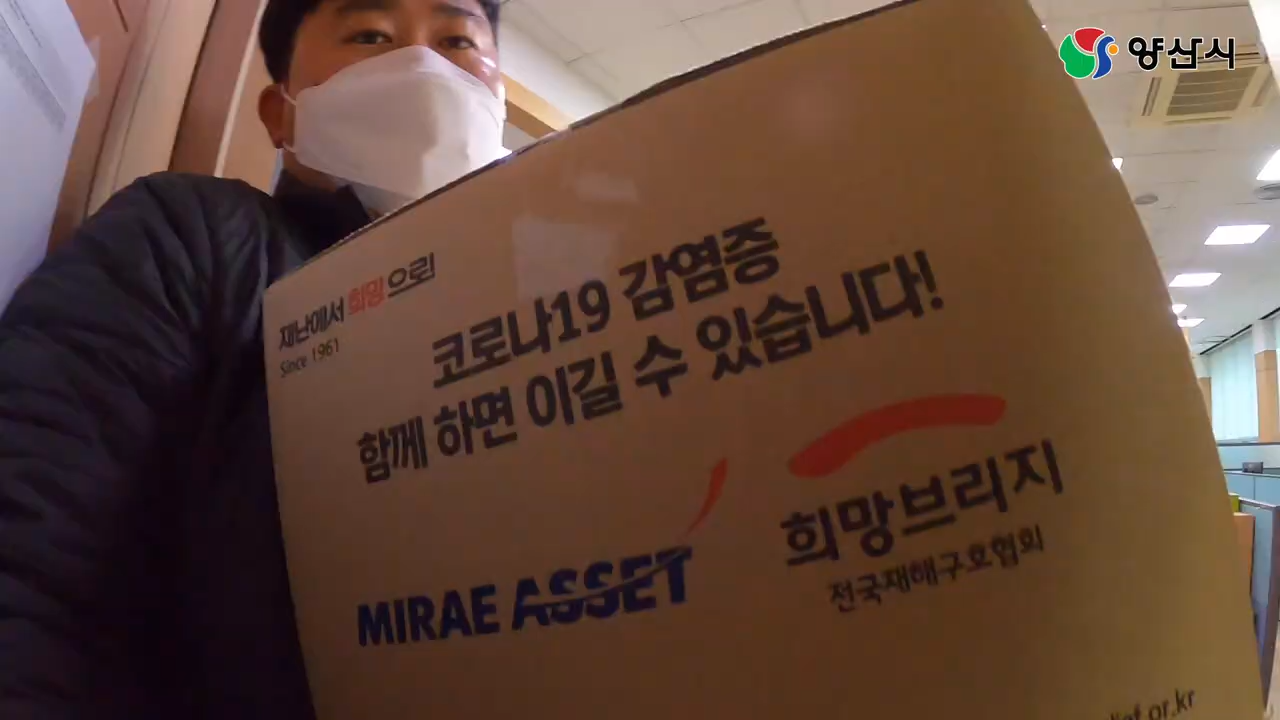 양산시
재난에서 희망으로
Since 1961
코로나19 감염증
함께 하면 이길 수 있습니다!
MIRAE ASSET
희망브리지
전국재해구호협회
.or.kr